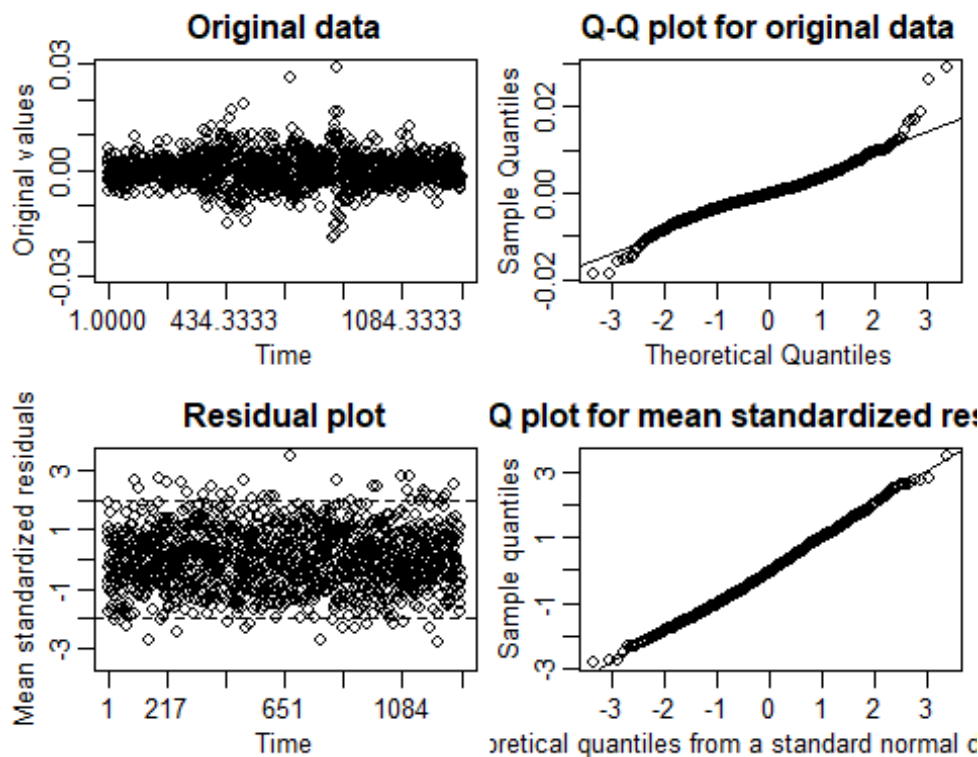 Original data
Original values
0.03
0.00
-0.03
1.0000 434.3333 1084.3333
Time
Q-Q plot for original data
Sample Quantiles
0.02
0.00
-0.02
-3 -2 -1 0 1 2 3
Theoretical Quantiles
Residual plot
Mean standardized residuals
3
1
-1
-3
1 217 651 1084
Time
Q plot for mean standardized res
Sample quantiles
3
1
-1
-3
-3 -2 -1 0 1 2 3
oretical quantiles from a standard normal d